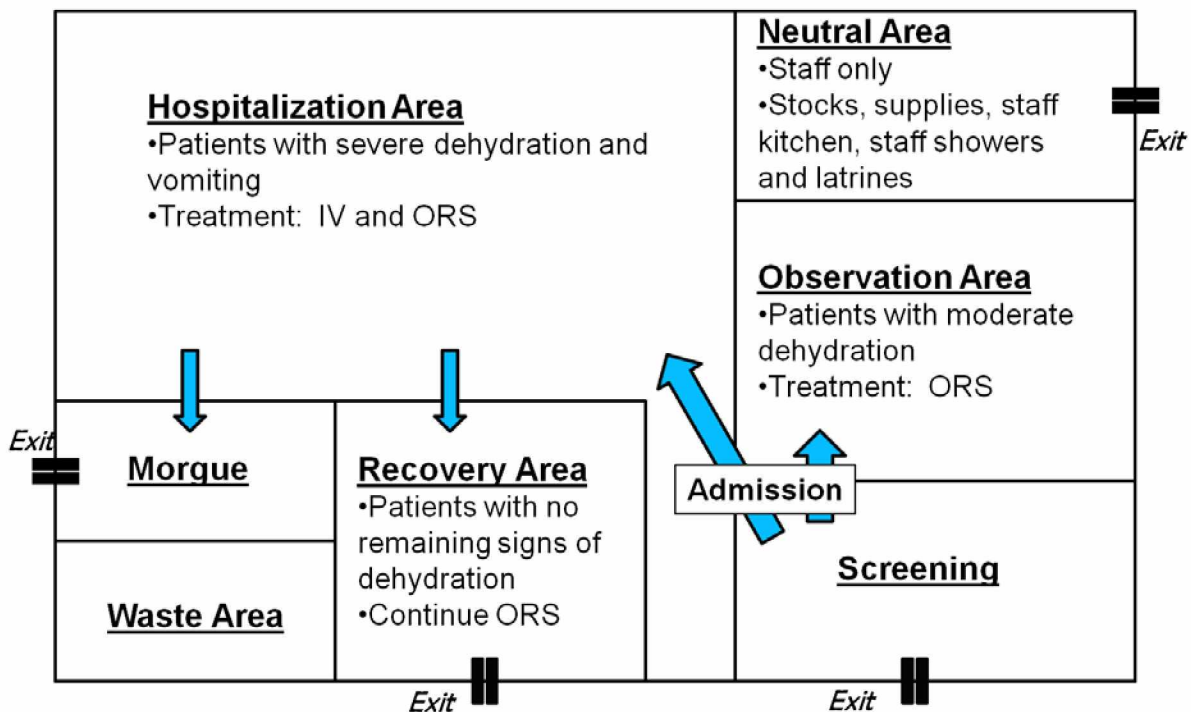 Hospitalization Area
•Patients with severe dehydration and
vomiting
•Treatment:  IV and ORS
Neutral Area
•Staff only
•Stocks, supplies, staff
kitchen, staff showers
and latrines
Exit
Observation Area
•Patients with moderate
dehydration
•Treatment:  ORS
Exit
Morgue
Waste Area
Recovery Area
•Patients with no
remaining signs of
dehydration
•Continue ORS
Exit
Admission
Screening
Exit